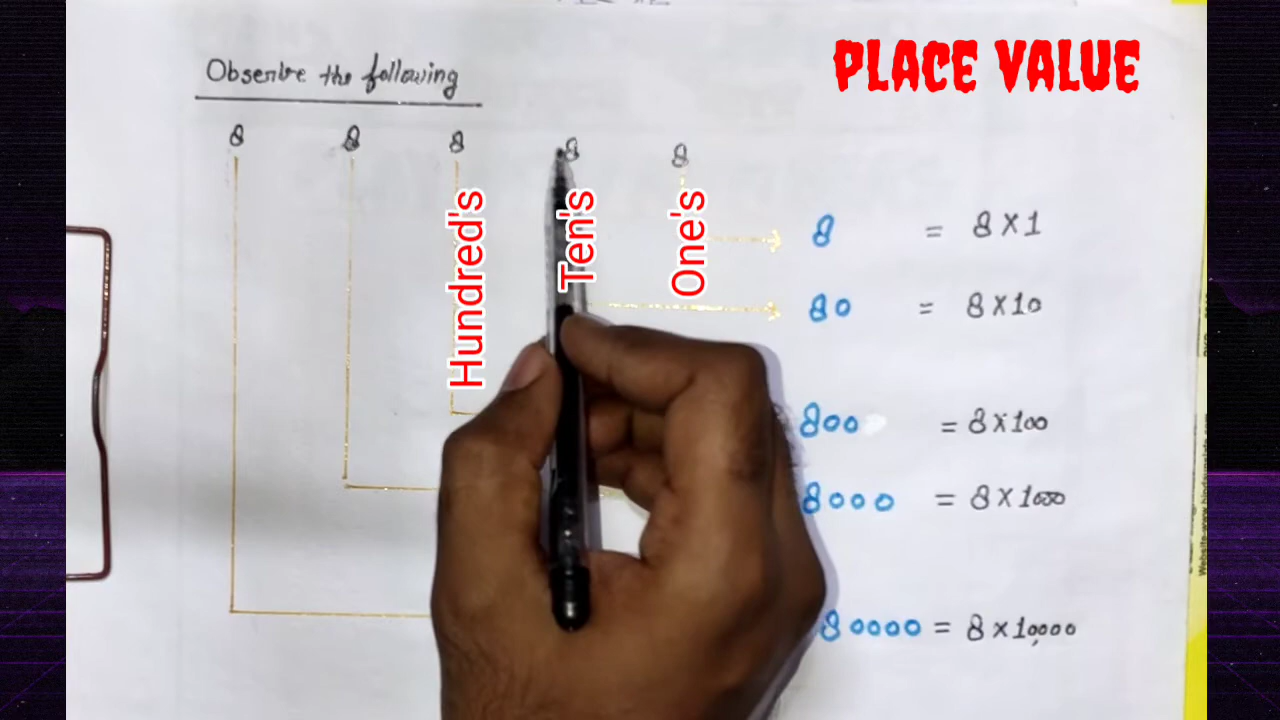 PLACE VALUE
Observe the following
8 8 8 8 8
Hundred's Ten's One's
8 = 8 X 1
80 = 8 X 10
800 = 8 X 100
8000 = 8 X 1000
80000 = 8 X 10,000